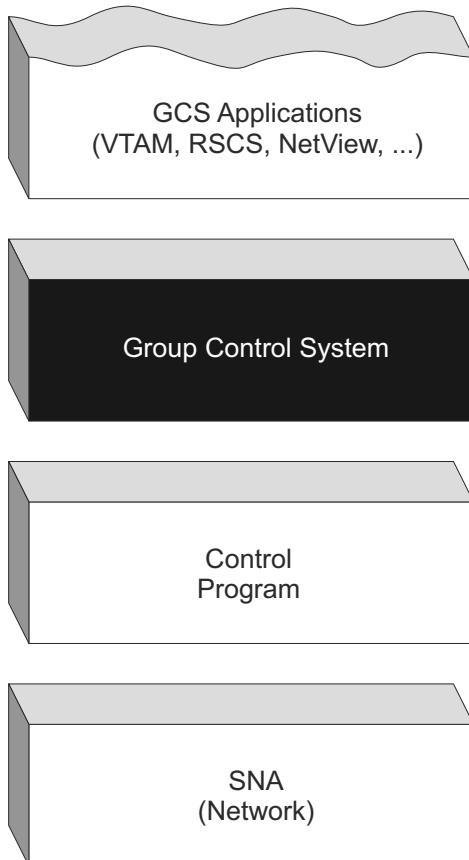 GCS Applications
(VTAM, RSCS, NetView, ...)
Group Control System
Control
Program
SNA
(Network)